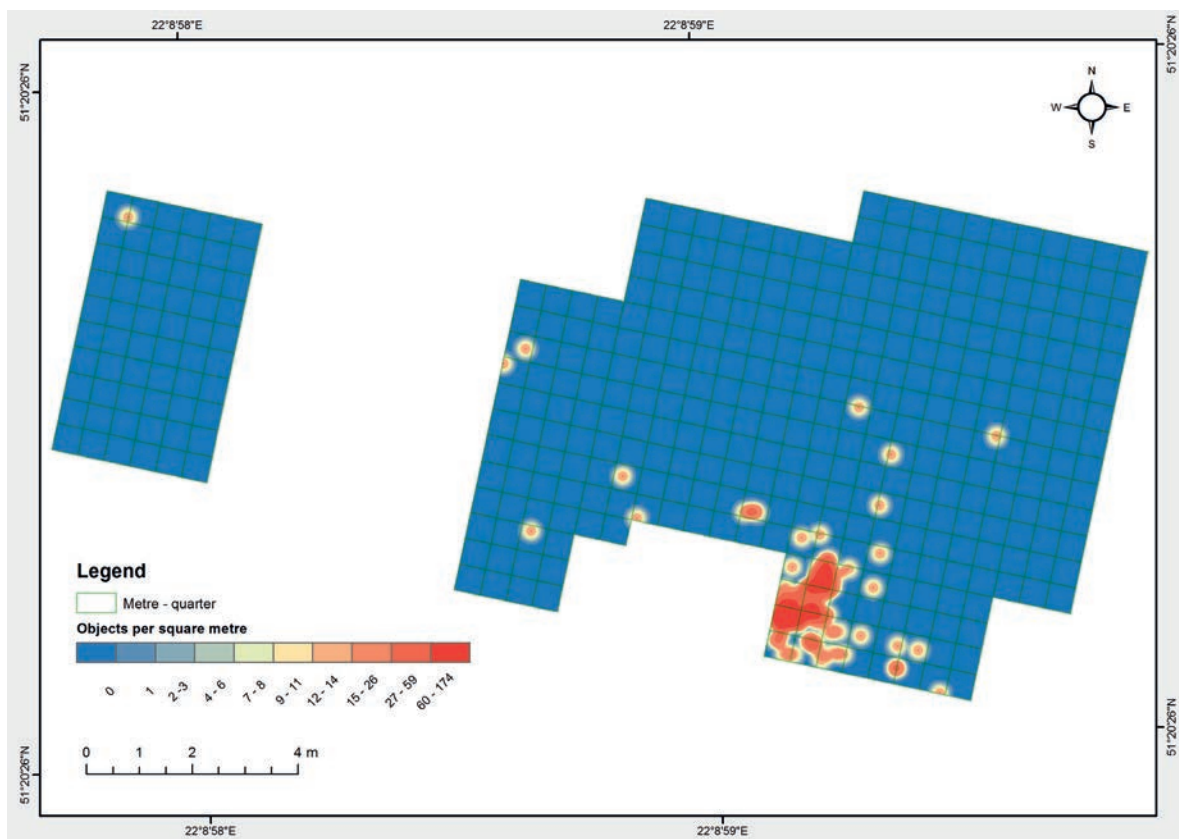 22°8'58"E 22°8'59"E
51°20'26"N
51°20'26"N
N
W E
S
Legend
Metre - quarter
Objects per square metre
0 1 2-3 4 - 6 7 - 8 9 - 11 12 - 14 15 - 26 27 - 59 60 - 174
0 1 2 4 m
51°20'26"N
51°20'26"N
22°8'58"E 22°8'59"E